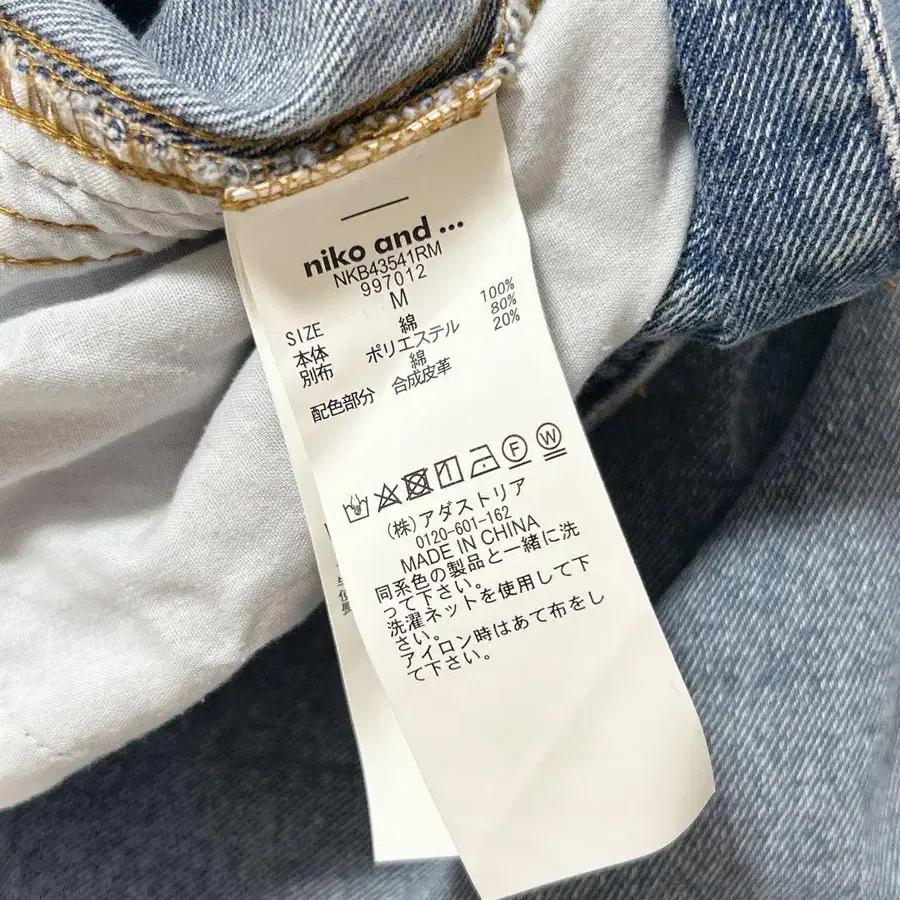 niko and ...
NKB43541RM
997012
SIZE M
本体 綿 100%
別布 ポリエステル 80%
綿 20%
配色部分 合成皮革
F W
(株)アダストリア
0120-601-162
MADE IN CHINA
同系色の製品と一緒に洗
って下さい。
洗濯ネットを使用して下
さい。
アイロン時はあて布をし
て下さい。